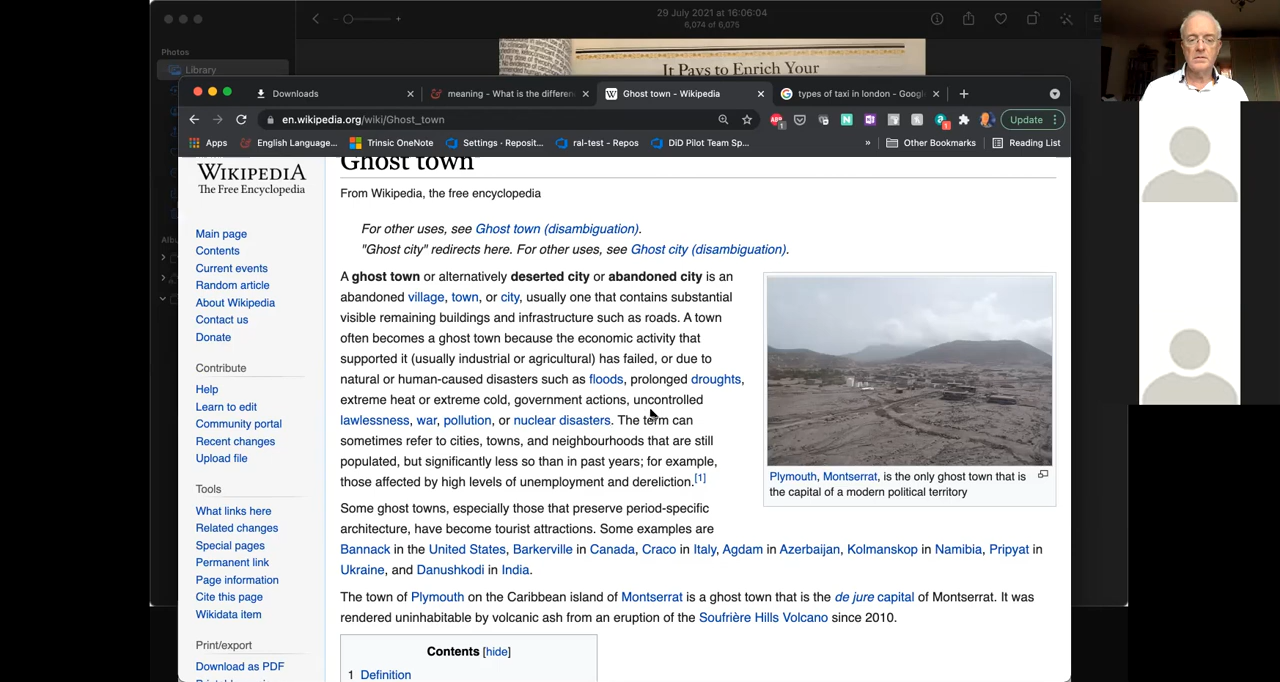 29 July 2021 at 16:06:04
6,074 of 6,075
Photos
Library
It Pays to Enrich Your
Downloads
meaning - What is the differen
Ghost town - Wikipedia
types of taxi in london - Googl
en.wikipedia.org/wiki/Ghost_town
Update
Apps
English Language...
Trinsic OneNote
Settings · Reposit...
ral-test - Repos
DiD Pilot Team Sp...
»
Other Bookmarks
Reading List
WIKIPEDIA
The Free Encyclopedia
Main page
Contents
Current events
Random article
About Wikipedia
Contact us
Donate
Contribute
Help
Learn to edit
Community portal
Recent changes
Upload file
Tools
What links here
Related changes
Special pages
Permanent link
Page information
Cite this page
Wikidata item
Print/export
Download as PDF
Ghost town
From Wikipedia, the free encyclopedia
For other uses, see Ghost town (disambiguation).
"Ghost city" redirects here. For other uses, see Ghost city (disambiguation).
A ghost town or alternatively deserted city or abandoned city is an
abandoned village, town, or city, usually one that contains substantial
visible remaining buildings and infrastructure such as roads. A town
often becomes a ghost town because the economic activity that
supported it (usually industrial or agricultural) has failed, or due to
natural or human-caused disasters such as floods, prolonged droughts,
extreme heat or extreme cold, government actions, uncontrolled
lawlessness, war, pollution, or nuclear disasters. The term can
sometimes refer to cities, towns, and neighbourhoods that are still
populated, but significantly less so than in past years; for example,
those affected by high levels of unemployment and dereliction.[1]
Plymouth, Montserrat, is the only ghost town that is
the capital of a modern political territory
Some ghost towns, especially those that preserve period-specific
architecture, have become tourist attractions. Some examples are
Bannack in the United States, Barkerville in Canada, Craco in Italy, Agdam in Azerbaijan, Kolmanskop in Namibia, Pripyat in
Ukraine, and Danushkodi in India.
The town of Plymouth on the Caribbean island of Montserrat is a ghost town that is the de jure capital of Montserrat. It was
rendered uninhabitable by volcanic ash from an eruption of the Soufrière Hills Volcano since 2010.
Contents [hide]
1 Definition